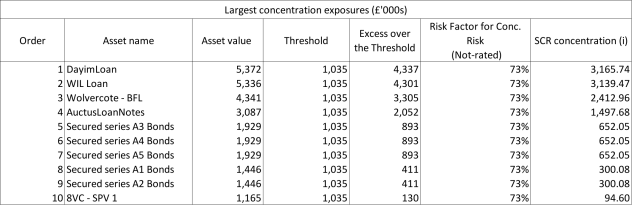 Largest concentration exposures (£'000s)
Order Asset name Asset value Threshold Excess over the Threshold Risk Factor for Conc. Risk (Not-rated) SCR concentration (i)
1 DayimLoan 5,372 1,035 4,337 73% 3,165.74
2 WIL Loan 5,336 1,035 4,301 73% 3,139.47
3 Wolvercote - BFL 4,341 1,035 3,305 73% 2,412.96
4 AuctusLoanNotes 3,087 1,035 2,052 73% 1,497.68
5 Secured series A3 Bonds 1,929 1,035 893 73% 652.05
6 Secured series A4 Bonds 1,929 1,035 893 73% 652.05
7 Secured series A5 Bonds 1,929 1,035 893 73% 652.05
8 Secured series A1 Bonds 1,446 1,035 411 73% 300.08
9 Secured series A2 Bonds 1,446 1,035 411 73% 300.08
10 8VC - SPV 1 1,165 1,035 130 73% 94.60